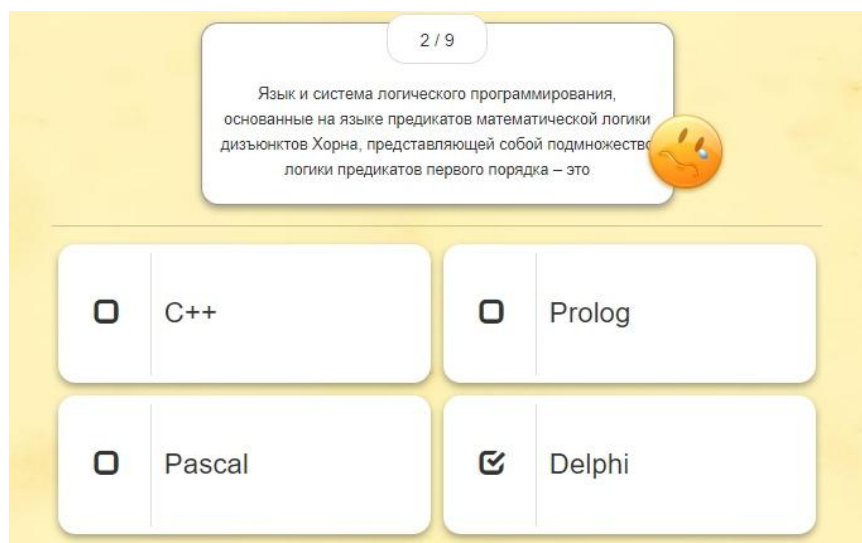 2 / 9
Язык и система логического программирования,
основанные на языке предикатов математической логики
дизъюнктов Хорна, представляющей собой подмножество
логики предикатов первого порядка – это
C++
Prolog
Pascal
Delphi